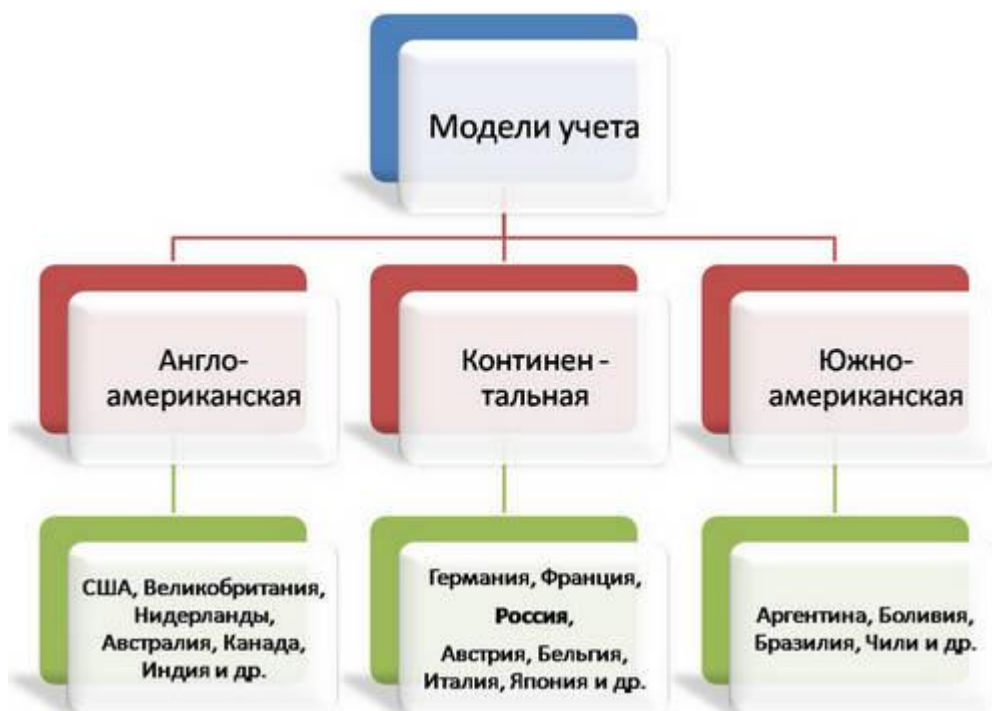 Модели учета
Англо-
американская
Континен -
тальная
Южно-
американская
США, Великобритания,
Нидерланды,
Австралия, Канада,
Индия и др.
Германия, Франция,
Россия,
Австрия, Бельгия,
Италия, Япония и др.
Аргентина, Боливия,
Бразилия, Чили и др.